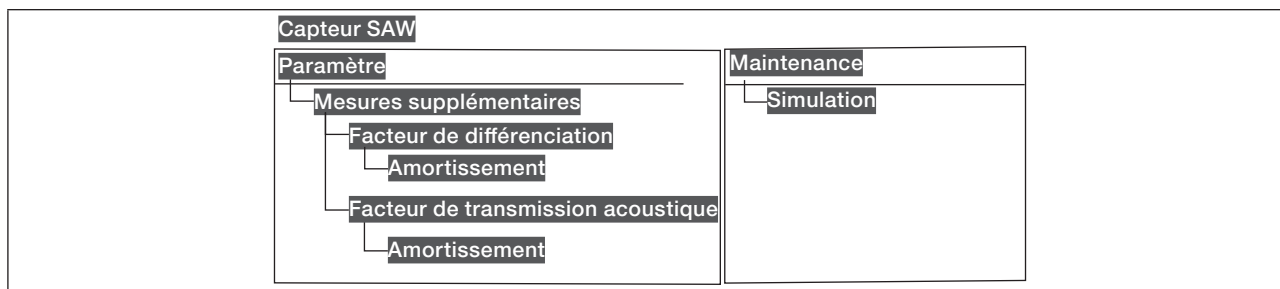 Capteur SAW
Paramètre
Mesures supplémentaires
Facteur de différenciation
Amortissement
Facteur de transmission acoustique
Amortissement
Maintenance
Simulation